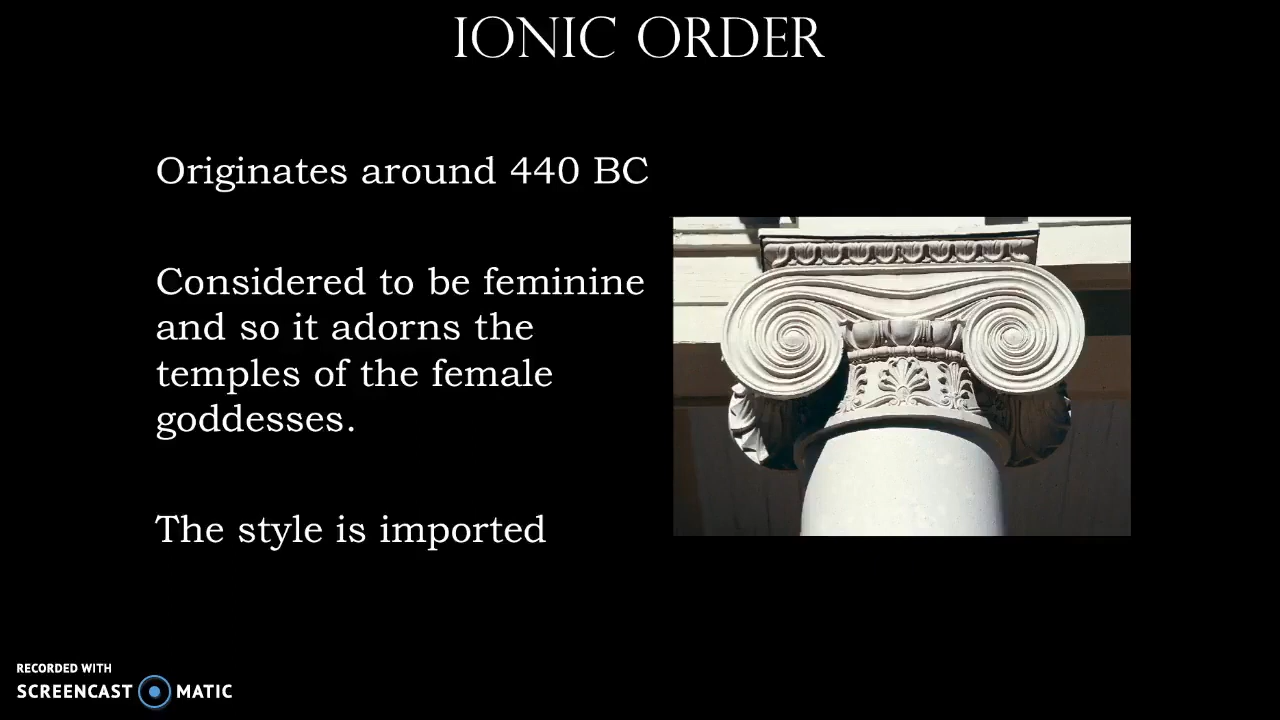 IONIC ORDER
Originates around 440 BC
Considered to be feminine
and so it adorns the
temples of the female
goddesses.
The style is imported
RECORDED WITH
SCREENCAST MATIC